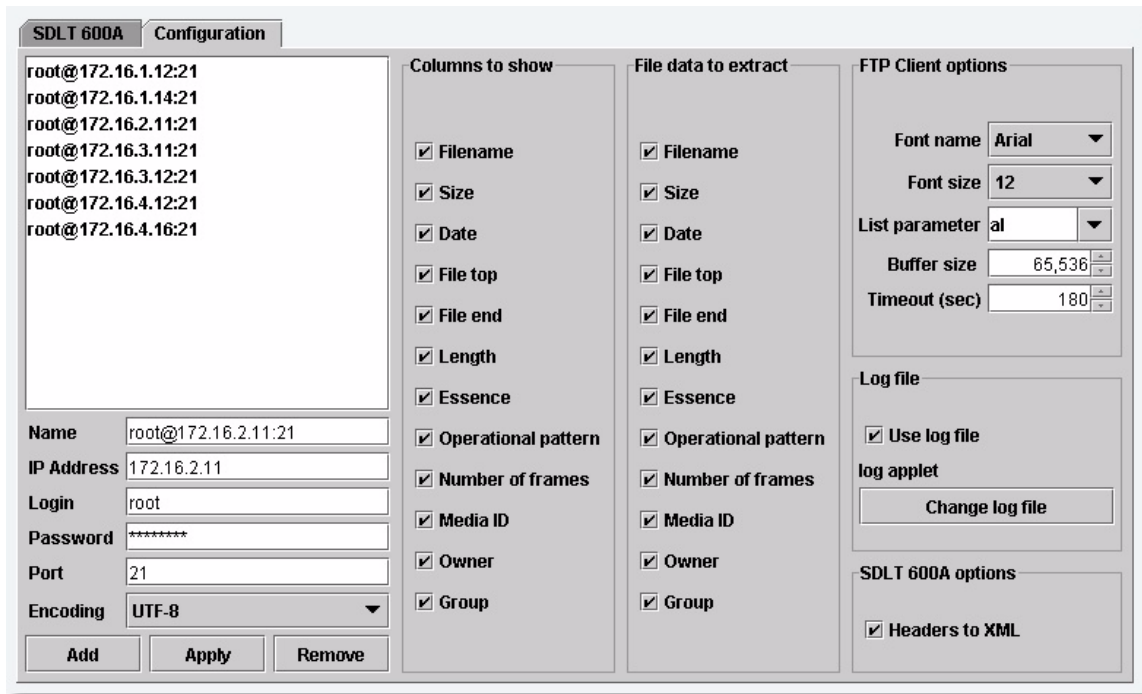 SDLT 600A
Configuration
root@172.16.1.12:21
root@172.16.1.14:21
root@172.16.2.11:21
root@172.16.3.11:21
root@172.16.3.12:21
root@172.16.4.12:21
root@172.16.4.16:21
Name root@172.16.2.11:21
IP Address 172.16.2.11
Login root
Password ********
Port 21
Encoding UTF-8
Add Apply Remove
Columns to show
Filename
Size
Date
File top
File end
Length
Essence
Operational pattern
Number of frames
Media ID
Owner
Group
File data to extract
Filename
Size
Date
File top
File end
Length
Essence
Operational pattern
Number of frames
Media ID
Owner
Group
FTP Client options
Font name Arial
Font size 12
List parameter al
Buffer size 65,536
Timeout (sec) 180
Log file
Use log file
log applet
Change log file
SDLT 600A options
Headers to XML